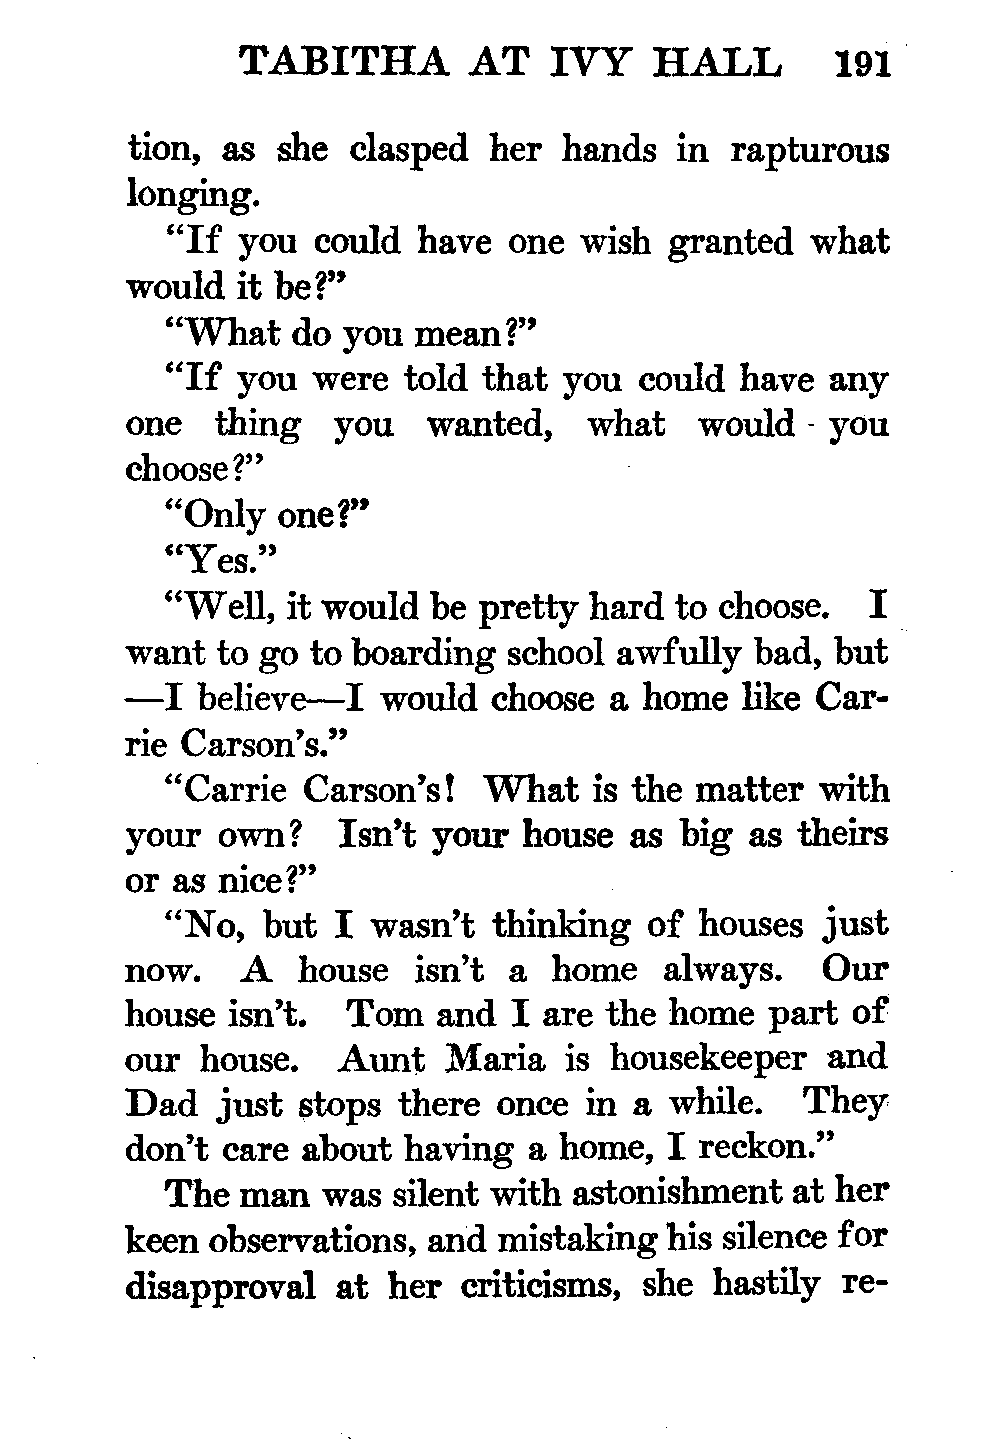 TABITHA AT IVY HALL 191
tion, as she clasped her hands in rapturous
longing.
“If you could have one wish granted what
would it be?”
“What do you mean?”
“If you were told that you could have any
one thing you wanted, what would you
choose?”
“Only one?”
“Yes.”
“Well, it would be pretty hard to choose. I
want to go to boarding school awfully bad, but
—I believe—I would choose a home like Car-
rie Carson’s.”
“Carrie Carson’s! What is the matter with
your own? Isn’t your house as big as theirs
or as nice?”
“No, but I wasn’t thinking of houses just
now. A house isn’t a home always. Our
house isn’t. Tom and I are the home part of
our house. Aunt Maria is housekeeper and
Dad just stops there once in a while. They
don’t care about having a home, I reckon.”
The man was silent with astonishment at her
keen observations, and mistaking his silence for
disapproval at her criticisms, she hastily re-